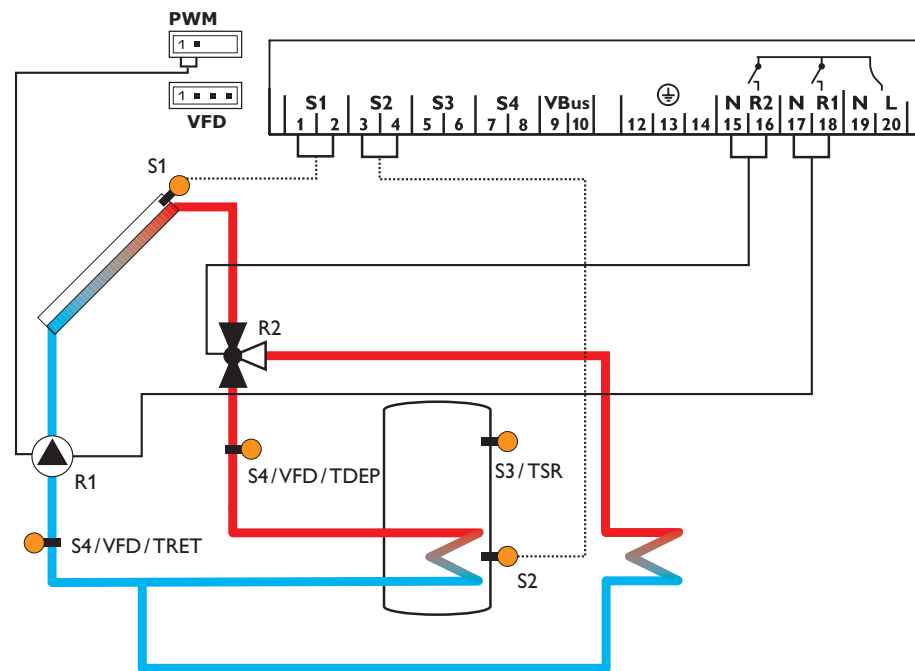 PWM
1
1
VFD
S1 S2 S3 S4 VBus N R2 N R1 N L
1 2 3 4 5 6 7 8 9 10 12 13 14 15 16 17 18 19 20
S1
R2
S4/VFD/TDEP
S3/TSR
R1
S4/VFD/TRET
S2